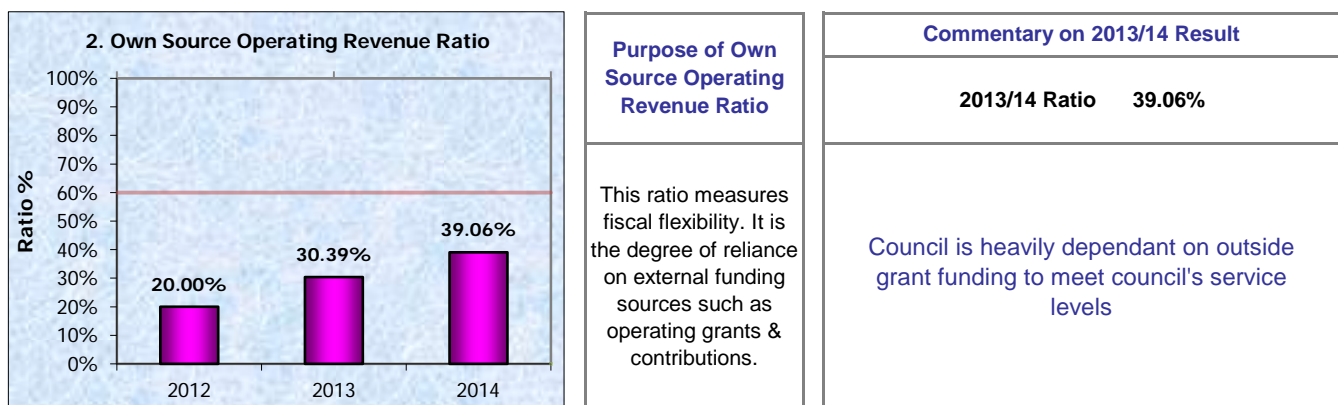 2. Own Source Operating Revenue Ratio
100%
90%
80%
70%
60%
50%
40%
30%
20%
10%
0%
Ratio %
20.00%
30.39%
39.06%
2012
2013
2014
Purpose of Own
Source Operating
Revenue Ratio
This ratio measures
fiscal flexibility. It is
the degree of reliance
on external funding
sources such as
operating grants &
contributions.
Commentary on 2013/14 Result
2013/14 Ratio 39.06%
Council is heavily dependant on outside
grant funding to meet council's service
levels